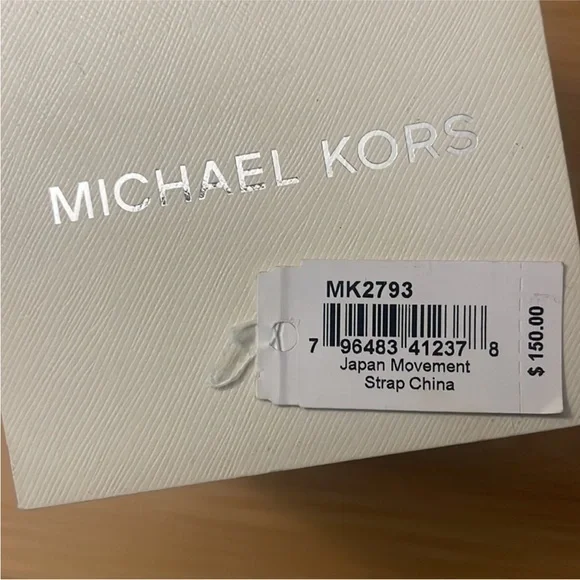 MICHAEL KORS
MK2793
7 96483 41237 8
Japan Movement
Strap China
$150.00